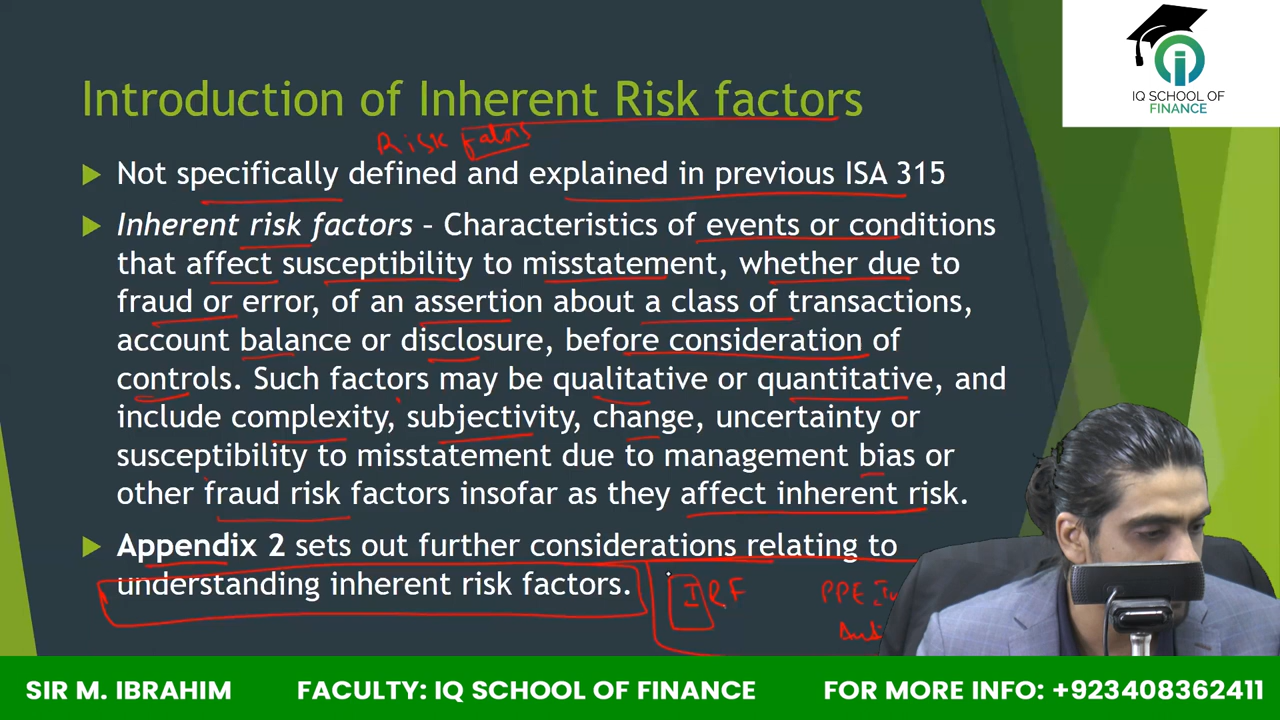 IQ SCHOOL OF
FINANCE
Introduction of Inherent Risk factors
Risk factors
Not specifically defined and explained in previous ISA 315
Inherent risk factors – Characteristics of events or conditions
that affect susceptibility to misstatement, whether due to
fraud or error, of an assertion about a class of transactions,
account balance or disclosure, before consideration of
controls. Such factors may be qualitative or quantitative, and
include complexity, subjectivity, change, uncertainty or
susceptibility to misstatement due to management bias or
other fraud risk factors insofar as they affect inherent risk.
Appendix 2 sets out further considerations relating to
understanding inherent risk factors.
IRF PPE
SIR M. IBRAHIM FACULTY: IQ SCHOOL OF FINANCE FOR MORE INFO: +923408362411